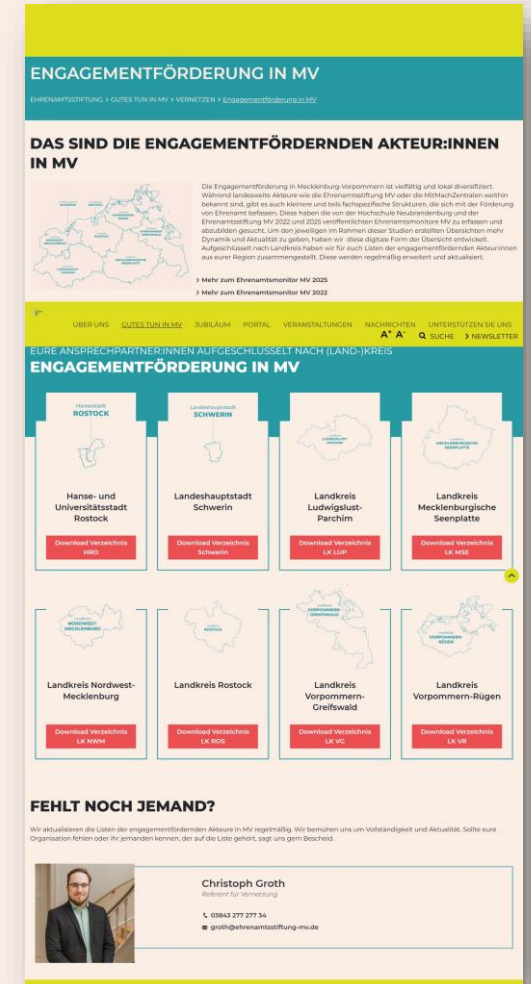 ENGAGEMENTFÖRDERUNG IN MV
EHRENAMTSSTIFTUNG > GUTES TUN IN MV > VERNETZEN > Engagementförderung in MV
DAS SIND DIE ENGAGEMENTFÖRDERNDEN AKTEUR:INNEN
IN MV
Die Engagementförderung in Mecklenburg-Vorpommern ist vielfältig und lokal diversifiziert.
Während landesweite Akteure wie die Ehrenamtsstiftung MV oder die MitMachZentralen weithin
bekannt sind, gibt es auch kleinere und teils fachspezifische Strukturen, die sich mit der Förderung
von Ehrenamt befassen. Diese haben die von der Hochschule Neubrandenburg und der
Ehrenamtsstiftung MV 2022 und 2025 veröffentlichten Ehrenamtsmonitore MV zu erfassen und
abzubilden gesucht. Um den jeweiligen im Rahmen dieser Studien erstellten Übersichten mehr
Dynamik und Aktualität zu geben, haben wir diese digitale Form der Übersicht entwickelt.
Aufgeschlüsselt nach Landkreis haben wir für euch Listen der engagementfördernden Akteur:innen
aus eurer Region zusammengestellt. Diese werden regelmäßig erweitert und aktualisiert.
> Mehr zum Ehrenamtsmonitor MV 2025
> Mehr zum Ehrenamtsmonitor MV 2022
ÜBER UNS GUTES TUN IN MV JUBILÄUM PORTAL VERANSTALTUNGEN NACHRICHTEN UNTERSTÜTZEN SIE UNS
A+ A- SUCHE > NEWSLETTER
EURE ANSPRECHPARTNER:INNEN AUFGESCHLÜSSELT NACH (LAND-)KREIS
ENGAGEMENTFÖRDERUNG IN MV
Hansestadt
ROSTOCK
Hanse- und
Universitätsstadt
Rostock
Download Verzeichnis
HRO
Landeshauptstadt
SCHWERIN
Landeshauptstadt
Schwerin
Download Verzeichnis
Schwerin
LUDWIGSLUST-
PARCHIM
Landkreis
Ludwigslust-
Parchim
Download Verzeichnis
LK LUP
MECKLENBURGISCHE
SEENPLATTE
Landkreis
Mecklenburgische
Seenplatte
Download Verzeichnis
LK MSE
NORDWEST-
MECKLENBURG
Landkreis Nordwest-
Mecklenburg
Download Verzeichnis
LK NWM
ROSTOCK
Landkreis Rostock
Download Verzeichnis
LK ROS
VORPOMMERN-
GREIFSWALD
Landkreis
Vorpommern-
Greifswald
Download Verzeichnis
LK VG
VORPOMMERN-
RÜGEN
Landkreis
Vorpommern-Rügen
Download Verzeichnis
LK VR
FEHLT NOCH JEMAND?
Wir aktualisieren die Listen der engagementfördernden Akteure in MV regelmäßig. Wir bemühen uns um Vollständigkeit und Aktualität. Sollte eure
Organisation fehlen oder ihr jemanden kennen, der auf die Liste gehört, sagt uns gern Bescheid.
Christoph Groth
Referent für Vernetzung
03843 277 277 34
groth@ehrenamtsstiftung-mv.de